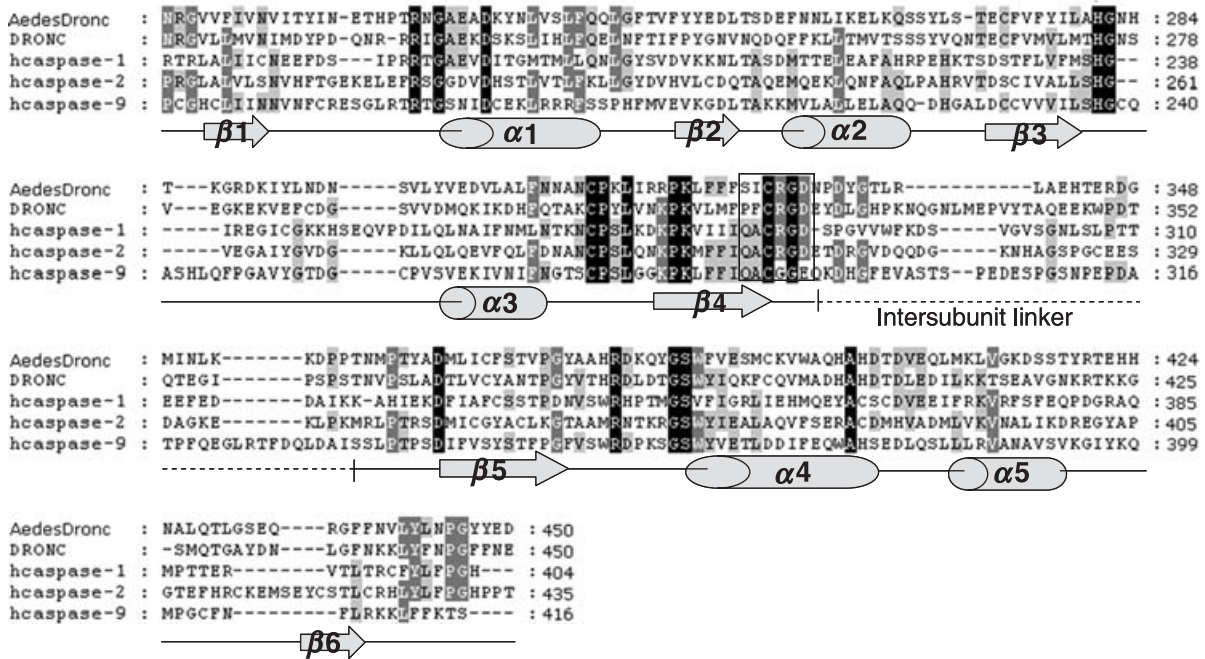 AedesDronc : NRGVVFIVNVITYIN-ETHPTRNGAEADKYNLVSLFQQLGFTVFYYEDLTSDEFNNLIKELKQSSYLS-TECFVFYILAHGNH : 284
DRONC : NRGVLLMVNIMDYPD-QNR-RRIGAEKDSKSLIHLFQELNFTIFPYGNVNQDQFFKLLTMVTSSSYVQNTECFVMVLMTHGNS : 278
hcaspase-1 : RTRLALIICNEEFDS---IPRRTGAEVDITGMTMLLQNLGYSVDVKKNLTASDMTTELEAFAHRPEHKTSDSTFLVFMSHG-- : 238
hcaspase-2 : PRGLALVLSNVHFTGEKELEFRSGGDVDHSTLVTLFKLLGYDVHVLCDQTAQEMQEKLQNFAQLPAHRVTDSCIVALLSHG-- : 261
hcaspase-9 : PCGHCLIINNVNFCRESGLRTRTGSNIDCEKLRRRFSSPHFMVEVKGDLTAKKMVLALLELAQQ-DHGALDCCVVVILSHGCQ : 240
β1 α1 β2 α2 β3
AedesDronc : T---KGRDKIYLNDN-----SVLYVEDVLALFNNANCPKLIRRPKLFFFSICRGDNPDYGTLR--------LAEHTERDG : 348
DRONC : V---EGKEKVEFCDG-----SVVDMQKIKDHFQTAKCPYLVNKPKVLMFPFCRGDEYDLGHPKNQGNLMEPVYTAQEEKWPDT : 352
hcaspase-1 : ----IREGICGKKHSEQVPDILQLNAIFNMLNTKNCPSLKDKPKVIIIQACRGD-SPGVVWFKDS------VGVSGNLSLPTT : 310
hcaspase-2 : ----VEGAIYGVDG-----KLLQLQEVFQLFDNANCPSLQNKPKMFFIQACRGDETDRGVDQQDG------KNHAGSPGCEES : 329
hcaspase-9 : ASHLQFPGAVYGTDG-----CPVSVEKIVNIFNGTSCPSLGGKPKLFFIQACGGEQKDHGFEVASTS--PEDESPGSNPEPDA : 316
α3 β4
Intersubunit linker
AedesDronc : MINLK-------KDPPTNMPTYADMLICFSTVPGYAAHRDKQYGSWFVESMCKVWAQHAHDTDVEQLMKLVGKDSSTYRTEHH : 424
DRONC : QTEGI-------PSPSTNVPSLADTLVCYANTPGYVTHRDLDTGSWYIQKFCQVMADHAHDTDLEDILKKTSEAVGNKRTKKG : 425
hcaspase-1 : EEFED-------DAIKK-AHIEKDFIAFCSSTPDNVSWRHPTMGSVFIGRLIEHMQEYACSCDVEEIFRKVRFSFEQPDGRAQ : 385
hcaspase-2 : DAGKE-------KLPKMRLPTRSDMICGYACLKGTAAMRNTKRGSWYIEALAQVFSERACDMHVADMLVKVNALIKDREGYAP : 405
hcaspase-9 : TPFQEGLRTFDQLDAISSLPTPSDIFVSYSTFPGFVSWRDPKSGSWYVETLDDIFEQWAHSEDLQSLLLRVANAVSVKGIYKQ : 399
β5 α4 α5
AedesDronc : NALQTLGSEQ----RGFFNVLYLNPGYYED : 450
DRONC : -SMQTGAYDN----LGFNKKLYFNPGFFNE : 450
hcaspase-1 : MPTTER---------VTLTRCFYLFPGH--- : 404
hcaspase-2 : GTEFHRCKEMSEYCSTLCRHLYLFPGHPPT : 435
hcaspase-9 : MPGCFN----------FLRKKLFFKTS---- : 416
β6